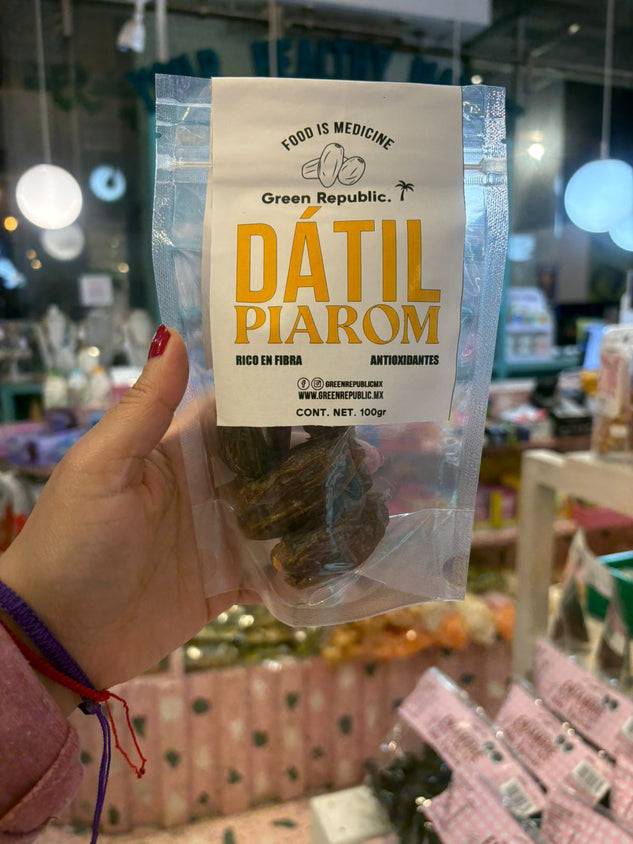 FOOD IS MEDICINE
Green Republic.
DÁTIL
PIAROM
RICO EN FIBRA ANTIOXIDANTES
GREENREPUBLICMX
WWW.GREENREPUBLIC.MX
CONT. NET. 100gr